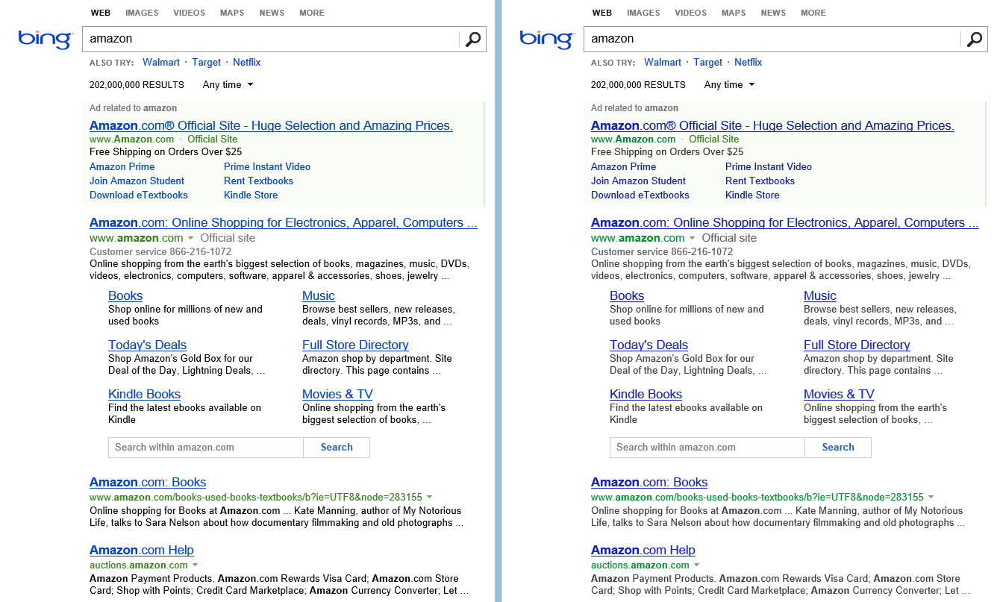 WEB IMAGES VIDEOS MAPS NEWS MORE
bing
amazon
ALSO TRY: Walmart · Target · Netflix
202,000,000 RESULTS Any time
Ad related to amazon
Amazon.com® Official Site - Huge Selection and Amazing Prices.
www.Amazon.com · Official Site
Free Shipping on Orders Over $25
Amazon Prime Prime Instant Video
Join Amazon Student Rent Textbooks
Download eTextbooks Kindle Store
Amazon.com: Online Shopping for Electronics, Apparel, Computers ...
www.amazon.com Official site
Customer service 866-216-1072
Online shopping from the earth's biggest selection of books, magazines, music, DVDs,
videos, electronics, computers, software, apparel & accessories, shoes, jewelry ...
Books
Shop online for millions of new and
used books
Music
Browse best sellers, new releases,
deals, vinyl records, MP3s, and ...
Today's Deals
Shop Amazon's Gold Box for our
Deal of the Day, Lightning Deals, ...
Full Store Directory
Amazon shop by department. Site
directory. This page contains ...
Kindle Books
Find the latest ebooks available on
Kindle
Movies & TV
Online shopping from the earth's
biggest selection of books, ...
Search within amazon.com Search
Amazon.com: Books
www.amazon.com/books-used-books-textbooks/b?ie=UTF8&node=283155
Online shopping for Books at Amazon.com ... Kate Manning, author of My Notorious
Life, talks to Sara Nelson about how documentary filmmaking and old photographs ...
Amazon.com Help
auctions.amazon.com
Amazon Payment Products. Amazon.com Rewards Visa Card; Amazon.com Store
Card; Shop with Points; Credit Card Marketplace; Amazon Currency Converter; Let ...
WEB IMAGES VIDEOS MAPS NEWS MORE
bing
amazon
ALSO TRY: Walmart · Target · Netflix
202,000,000 RESULTS Any time
Ad related to amazon
Amazon.com® Official Site - Huge Selection and Amazing Prices.
www.Amazon.com · Official Site
Free Shipping on Orders Over $25
Amazon Prime Prime Instant Video
Join Amazon Student Rent Textbooks
Download eTextbooks Kindle Store
Amazon.com: Online Shopping for Electronics, Apparel, Computers ...
www.amazon.com Official site
Customer service 866-216-1072
Online shopping from the earth's biggest selection of books, magazines, music, DVDs,
videos, electronics, computers, software, apparel & accessories, shoes, jewelry ...
Books
Shop online for millions of new and
used books
Music
Browse best sellers, new releases,
deals, vinyl records, MP3s, and ...
Today's Deals
Shop Amazon's Gold Box for our
Deal of the Day, Lightning Deals, ...
Full Store Directory
Amazon shop by department. Site
directory. This page contains ...
Kindle Books
Find the latest ebooks available on
Kindle
Movies & TV
Online shopping from the earth's
biggest selection of books, ...
Search within amazon.com Search
Amazon.com: Books
www.amazon.com/books-used-books-textbooks/b?ie=UTF8&node=283155
Online shopping for Books at Amazon.com ... Kate Manning, author of My Notorious
Life, talks to Sara Nelson about how documentary filmmaking and old photographs ...
Amazon.com Help
auctions.amazon.com
Amazon Payment Products. Amazon.com Rewards Visa Card; Amazon.com Store
Card; Shop with Points; Credit Card Marketplace; Amazon Currency Converter; Let ...